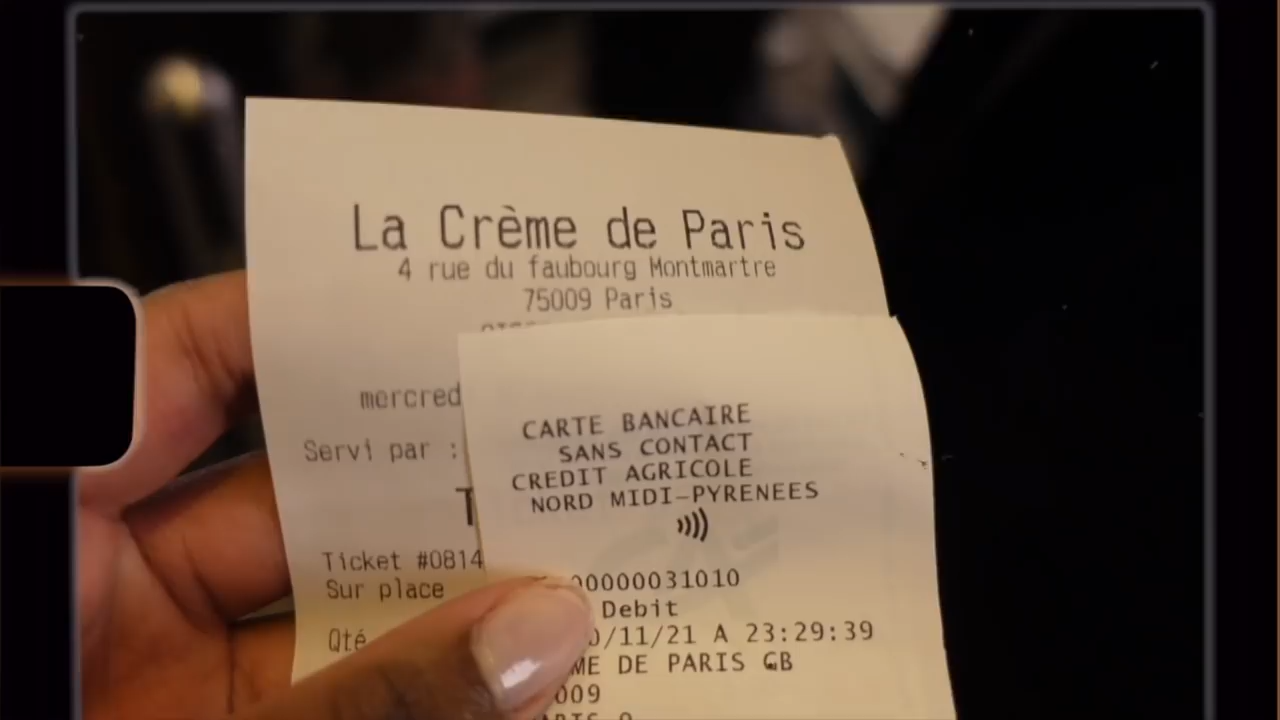 La Crème de Paris
4 rue du faubourg Montmartre
75009 Paris
mercred
Servi par :
T
Ticket #0814
Sur place
Qté
CARTE BANCAIRE
SANS CONTACT
CREDIT AGRICOLE
NORD MIDI-PYRENEES
00000031010
Debit
0/11/21 A 23:29:39
ME DE PARIS GB
009